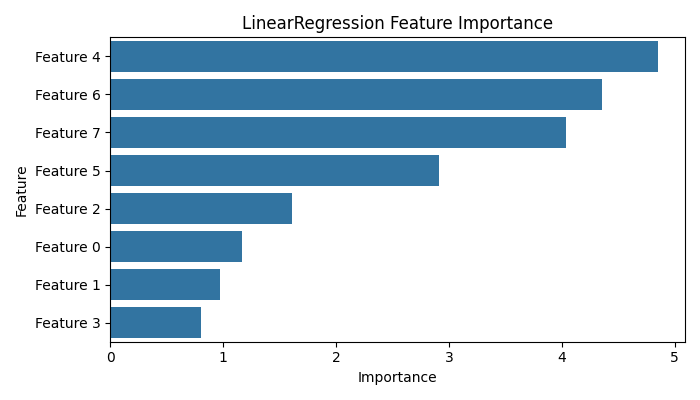 LinearRegression Feature Importance
Feature 4
Feature 6
Feature 7
Feature 5
Feature 2
Feature 0
Feature 1
Feature 3
Feature
0 1 2 3 4 5
Importance